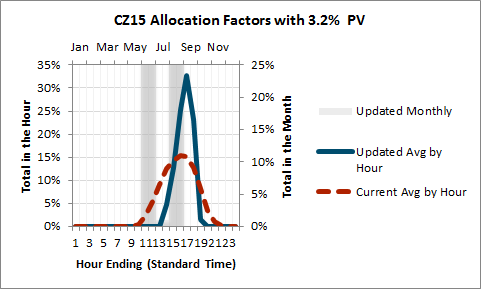 CZ15 Allocation Factors with 3.2% PV
Jan Mar May Jul Sep Nov
35%
30%
25%
20%
15%
10%
5%
0%
Total in the Hour
25%
20%
15%
10%
5%
0%
Total in the Month
1 3 5 7 9 11 13 15 17 19 21 23
Hour Ending (Standard Time)
Updated Monthly
Updated Avg by
Hour
Current Avg by Hour